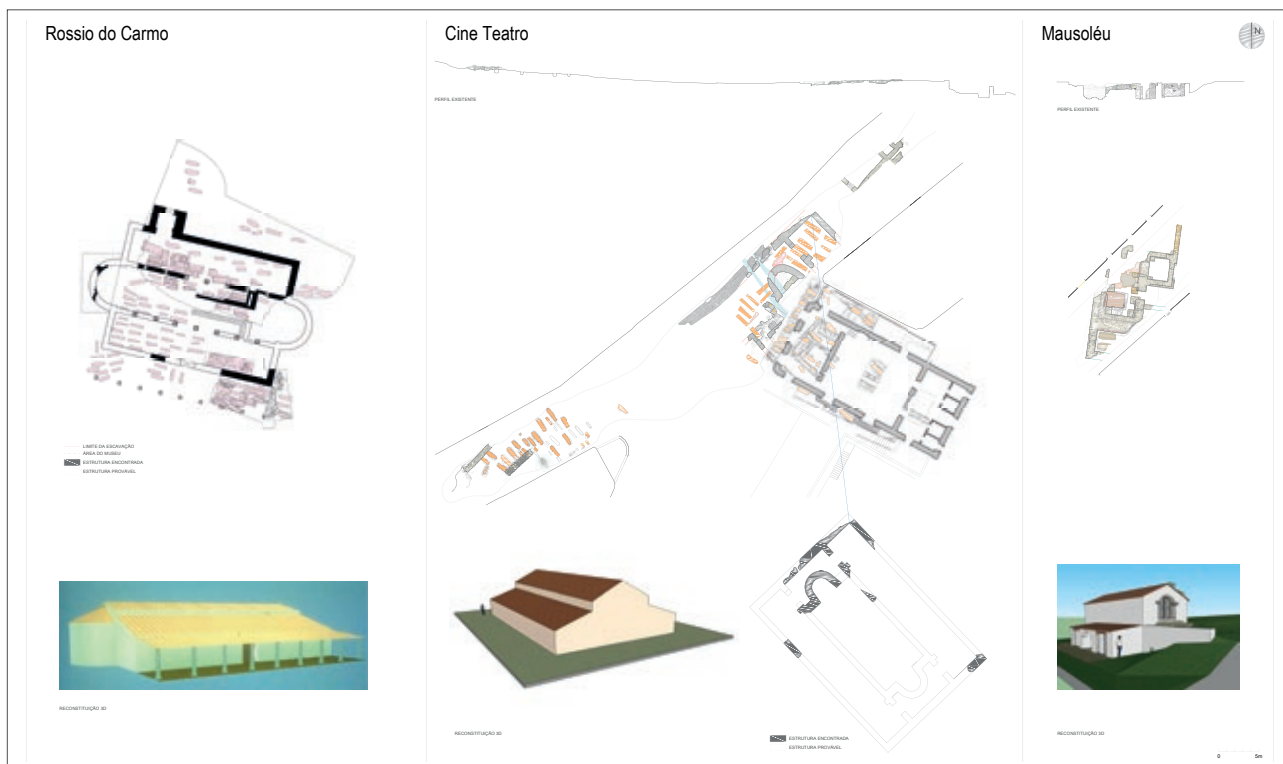 Rossio do Carmo
Cine Teatro
Mausoléu
N
PERFIL EXISTENTE
PERFIL EXISTENTE
LIMITE DA ESCAVAÇÃO
ÁREA DO MUSEU
ESTRUTURA ENCONTRADA
ESTRUTURA PROVÁVEL
RECONSTITUIÇÃO 3D
RECONSTITUIÇÃO 3D
ESTRUTURA ENCONTRADA
ESTRUTURA PROVÁVEL
RECONSTITUIÇÃO 3D
0 5m